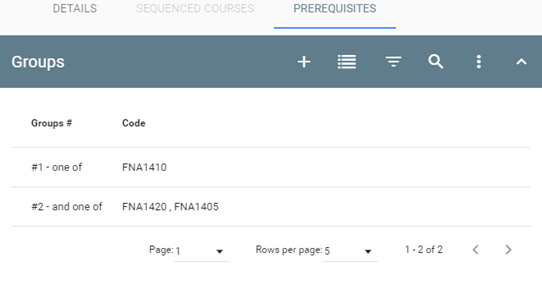 DETAILS SEQUENCED COURSES PREREQUISITES
Groups
Groups # Code
#1 - one of FNA1410
#2 - and one of FNA1420 , FNA1405
Page: 1 Rows per page: 5 1 - 2 of 2